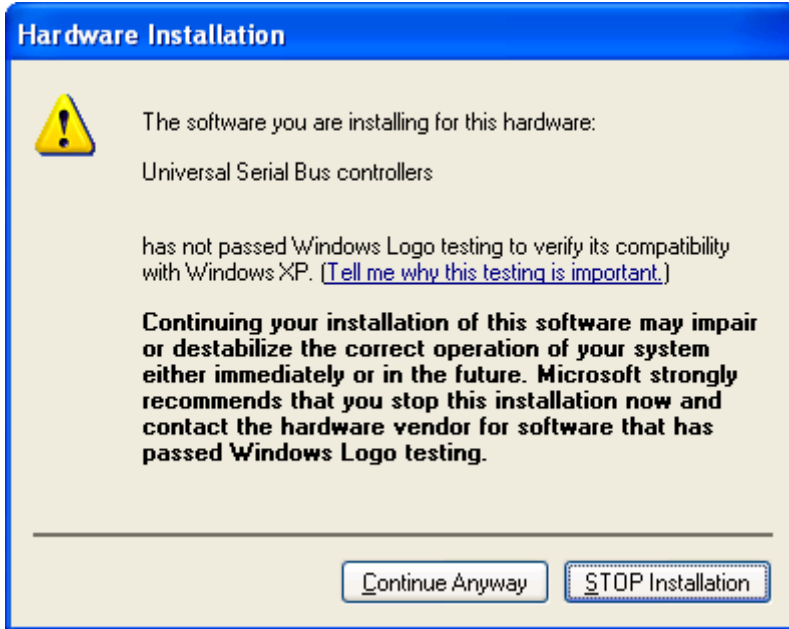 Hardware Installation
The software you are installing for this hardware:
Universal Serial Bus controllers
has not passed Windows Logo testing to verify its compatibility
with Windows XP. (Tell me why this testing is important.)
Continuing your installation of this software may impair
or destabilize the correct operation of your system
either immediately or in the future. Microsoft strongly
recommends that you stop this installation now and
contact the hardware vendor for software that has
passed Windows Logo testing.
Continue Anyway
STOP Installation